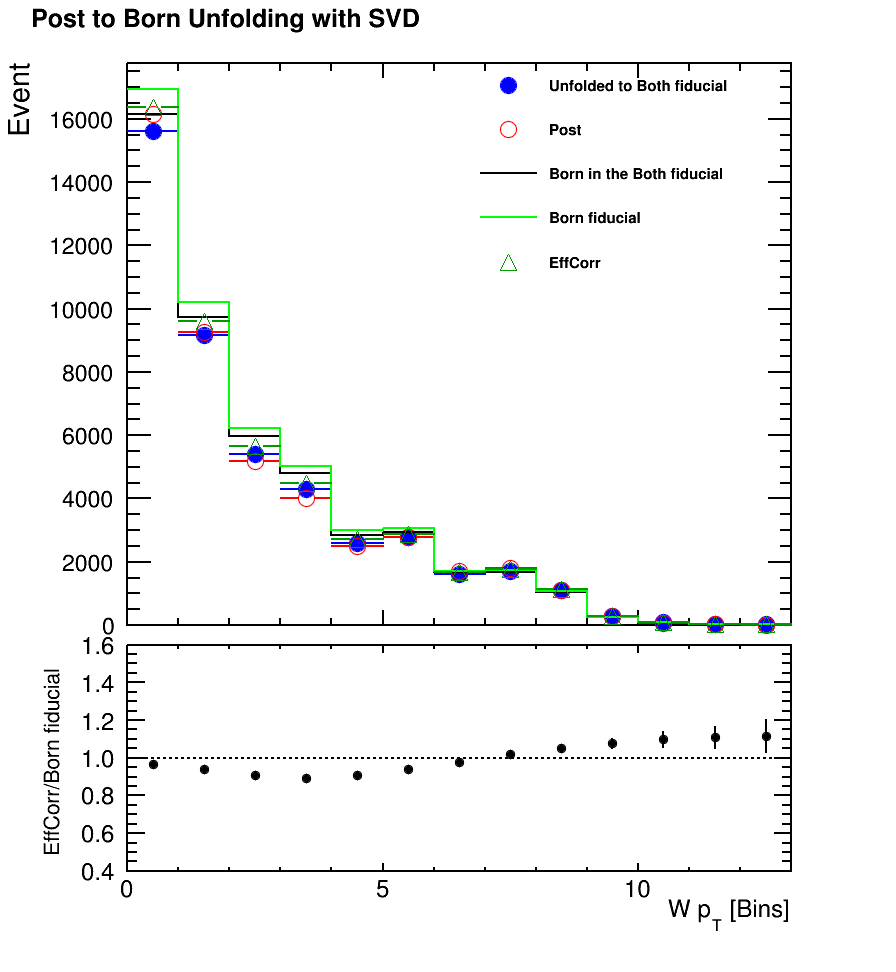 Post to Born Unfolding with SVD
Event
16000
14000
12000
10000
8000
6000
4000
2000
0
Unfolded to Both fiducial
Post
Born in the Both fiducial
Born fiducial
EffCorr
EffCorr/Born fiducial
1.6
1.4
1.2
1.0
0.8
0.6
0.4
0 5 10
W pT [Bins]